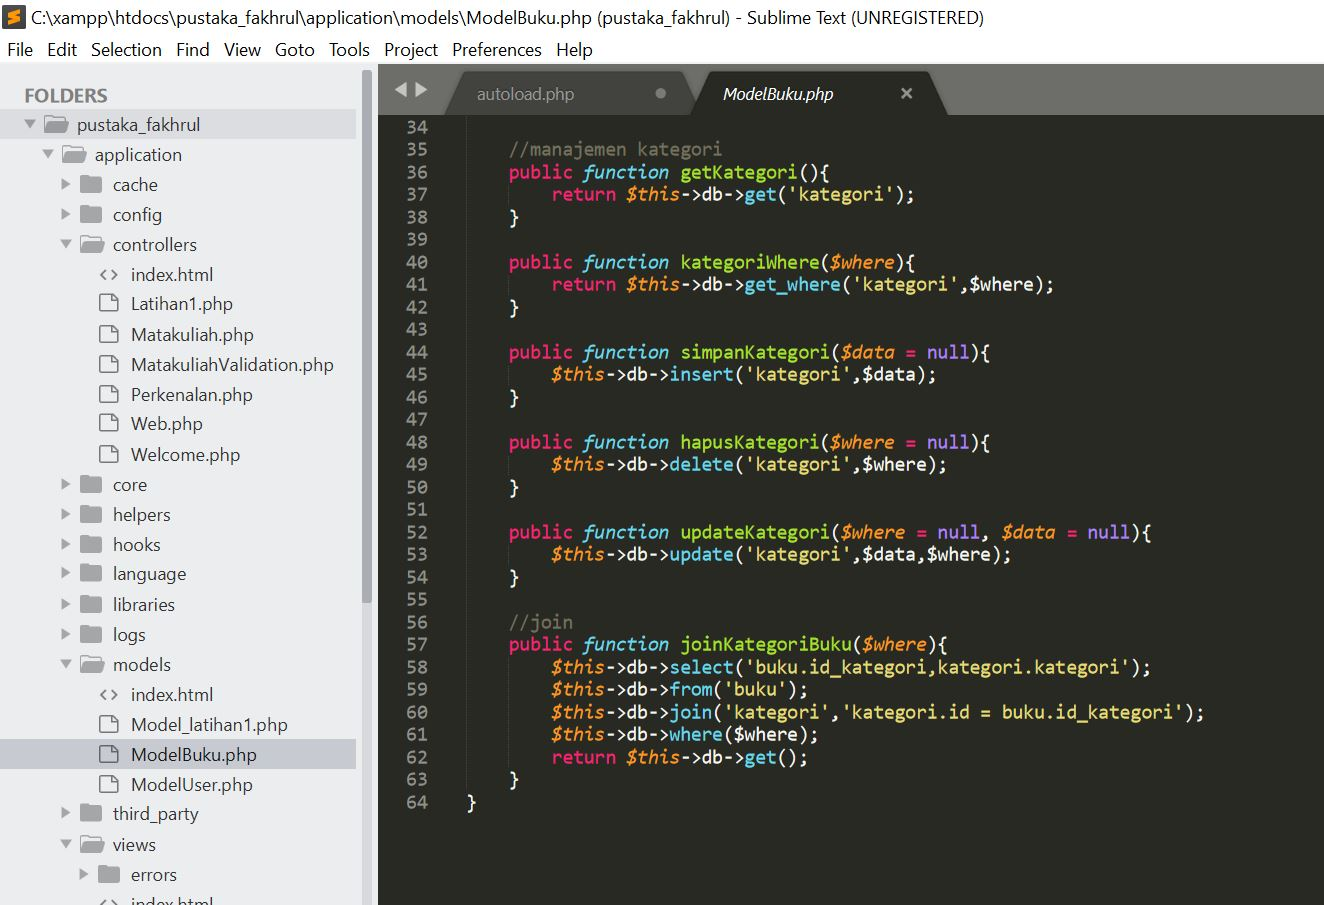 C:\xampp\htdocs\pustaka_fakhrul\application\models\ModelBuku.php (pustaka_fakhrul) - Sublime Text (UNREGISTERED)
File Edit Selection Find View Goto Tools Project Preferences Help
FOLDERS
pustaka_fakhrul
application
cache
config
controllers
<> index.html
Latihan1.php
Matakuliah.php
MatakuliahValidation.php
Perkenalan.php
Web.php
Welcome.php
core
helpers
hooks
language
libraries
logs
models
<> index.html
Model_latihan1.php
ModelBuku.php
ModelUser.php
third_party
views
errors
<> index.html
autoload.php
ModelBuku.php ×
34
35 //manajemen kategori
36 public function getKategori(){
37 return $this->db->get('kategori');
38 }
39
40 public function kategoriWhere($where){
41 return $this->db->get_where('kategori',$where);
42 }
43
44 public function simpanKategori($data = null){
45 $this->db->insert('kategori',$data);
46 }
47
48 public function hapusKategori($where = null){
49 $this->db->delete('kategori',$where);
50 }
51
52 public function updateKategori($where = null, $data = null){
53 $this->db->update('kategori',$data,$where);
54 }
55
56 //join
57 public function joinKategoriBuku($where){
58 $this->db->select('buku.id_kategori,kategori.kategori');
59 $this->db->from('buku');
60 $this->db->join('kategori','kategori.id = buku.id_kategori');
61 $this->db->where($where);
62 return $this->db->get();
63 }
64 }